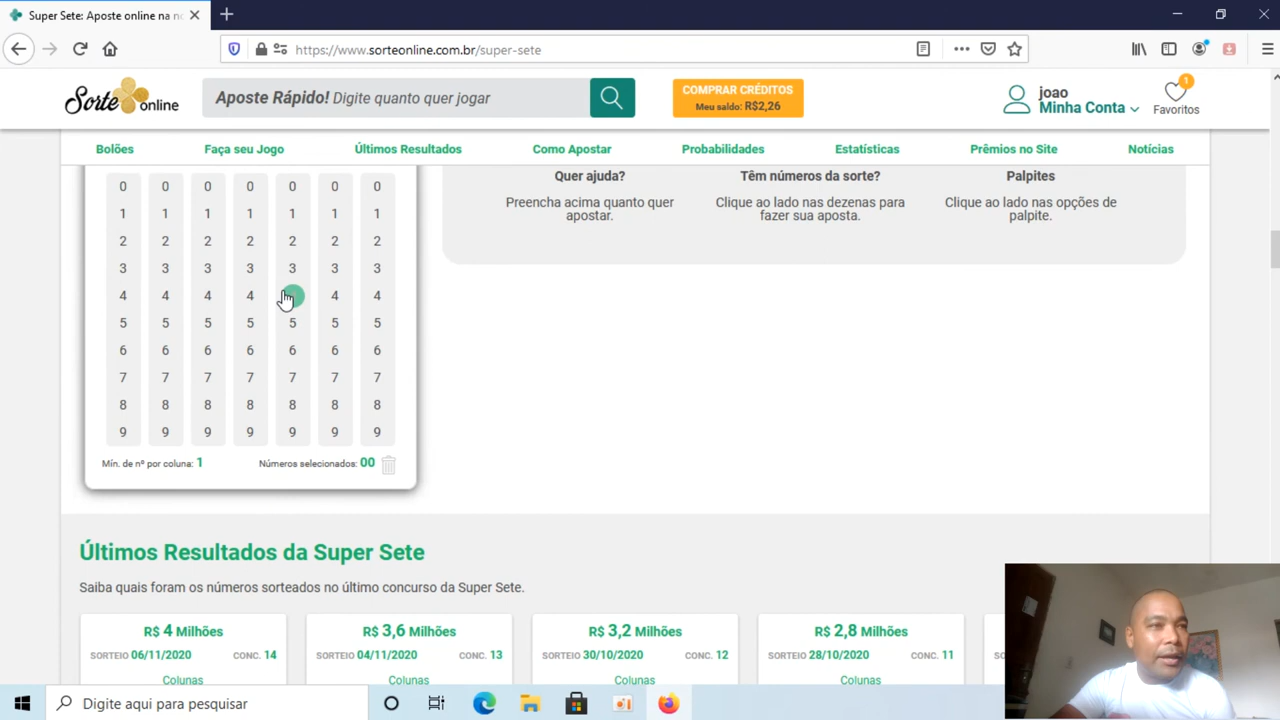 Super Sete: Aposte online na no
https://www.sorteonline.com.br/super-sete
Sorte online
Aposte Rápido! Digite quanto quer jogar
COMPRAR CRÉDITOS
Meu saldo: R$2,26
joao
Minha Conta
1
Favoritos
Bolões Faça seu Jogo Últimos Resultados Como Apostar Probabilidades Estatísticas Prêmios no Site Notícias
0 0 0 0 0 0 0
1 1 1 1 1 1 1
2 2 2 2 2 2 2
3 3 3 3 3 3 3
4 4 4 4 4 4
5 5 5 5 5 5 5
6 6 6 6 6 6 6
7 7 7 7 7 7 7
8 8 8 8 8 8 8
9 9 9 9 9 9 9
Mín. de nº por coluna: 1 Números selecionados: 00
Quer ajuda?
Preencha acima quanto quer
apostar.
Têm números da sorte?
Clique ao lado nas dezenas para
fazer sua aposta.
Palpites
Clique ao lado nas opções de
palpite.
Últimos Resultados da Super Sete
Saiba quais foram os números sorteados no último concurso da Super Sete.
R$ 4 Milhões
SORTEIO 06/11/2020 CONC. 14
Colunas
R$ 3,6 Milhões
SORTEIO 04/11/2020 CONC. 13
Colunas
R$ 3,2 Milhões
SORTEIO 30/10/2020 CONC. 12
Colunas
R$ 2,8 Milhões
SORTEIO 28/10/2020 CONC. 11
Colunas
Digite aqui para pesquisar